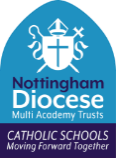 Nottingham
Diocese
Multi Academy Trusts
CATHOLIC SCHOOLS
Moving Forward Together